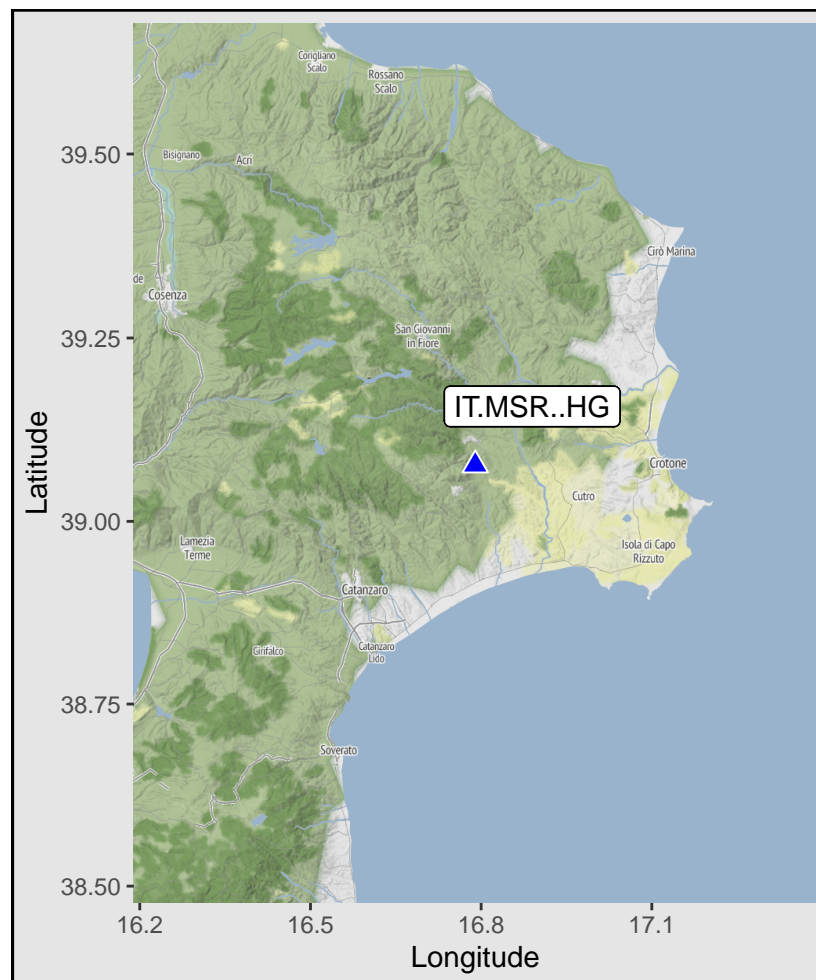 Corigliano
Scalo
Rossano
Scalo
39.50
Bisignano
Acri
Cirò Marina
de
Cosenza
39.25
San Giovanni
in Fiore
IT.MSR..HG
Latitude
Crotone
Cutro
39.00
Lamezia
Terme
Isola di Capo
Rizzuto
Catanzaro
Girifalco
Catanzaro
Lido
38.75
Soverato
38.50
16.2
16.5
16.8
17.1
Longitude